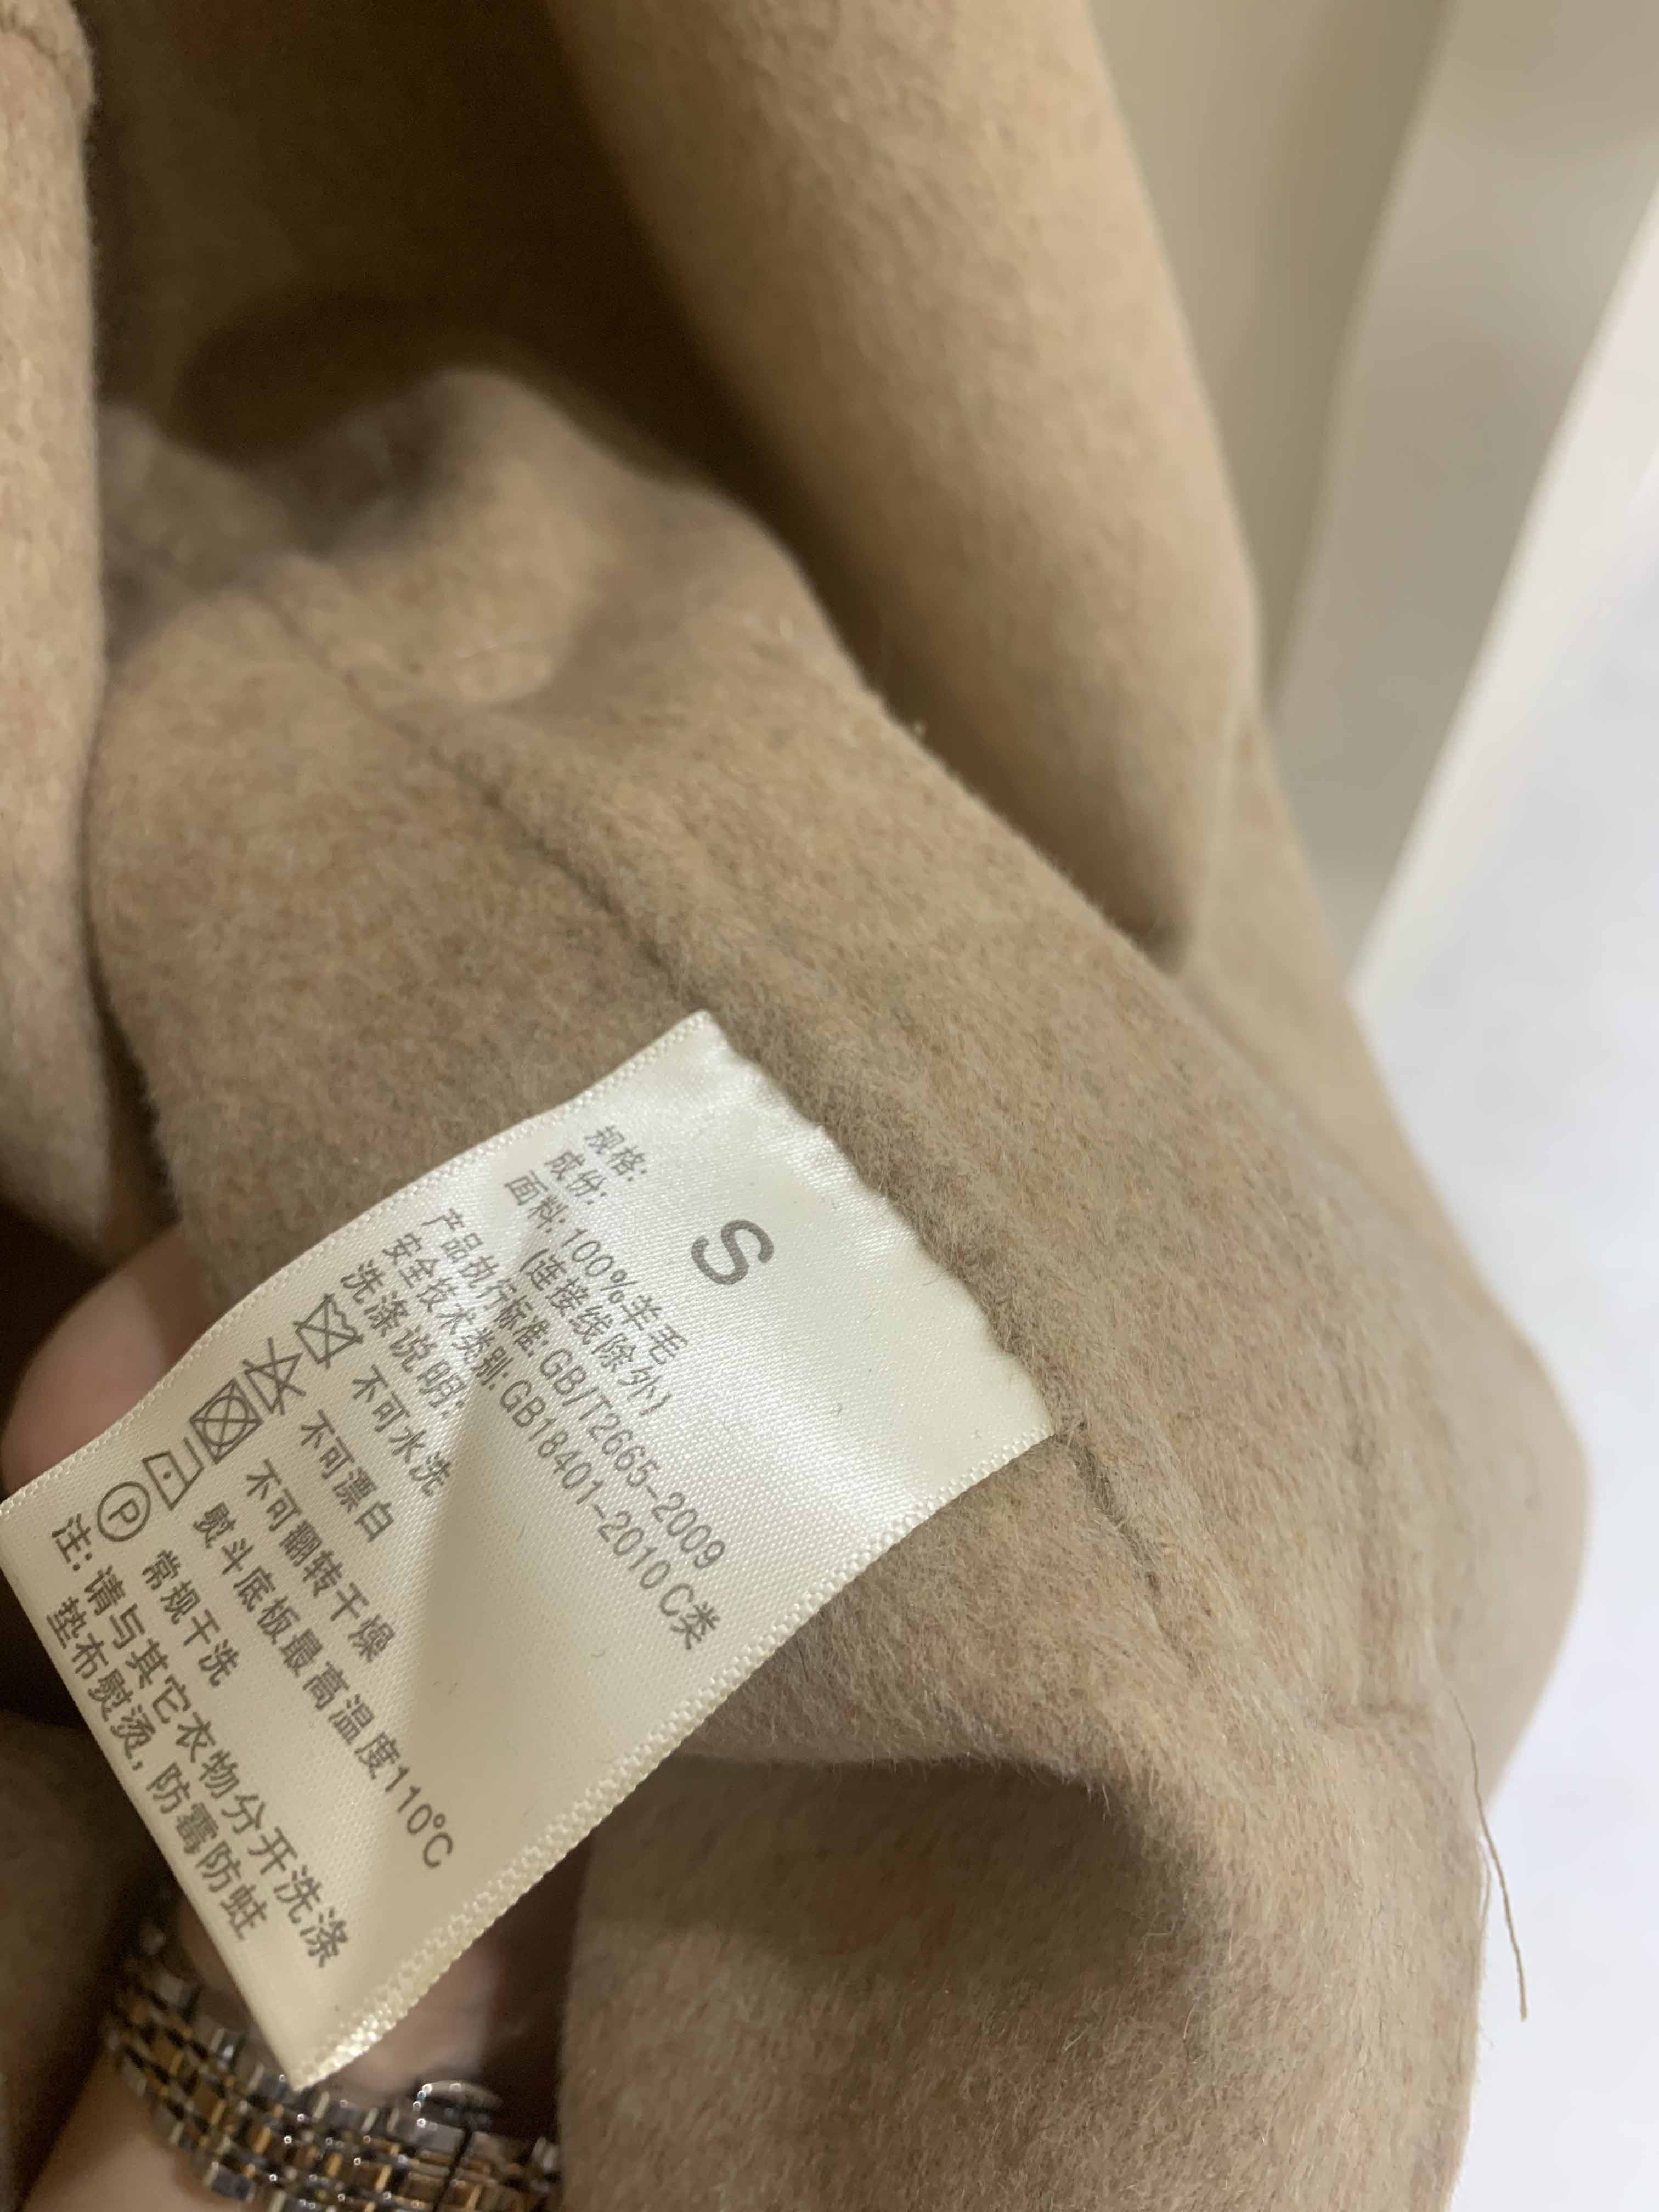 规格: S
成份:
面料:100%羊毛
(连接线除外)
产品执行标准:GB/T2665-2009
安全技术类别:GB18401-2010 C类
洗涤说明:
不可水洗
不可漂白
不可翻转干燥
熨斗底板最高温度110℃
P 常规干洗
注:请与其它衣物分开洗涤
垫布熨烫,防霉防蛀